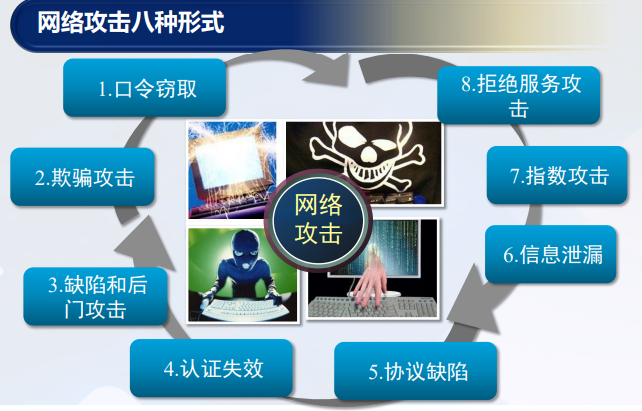 网络攻击八种形式
1.口令窃取
2.欺骗攻击
3.缺陷和后
门攻击
4.认证失效
5.协议缺陷
6.信息泄漏
7.指数攻击
8.拒绝服务攻
击
网络
攻击